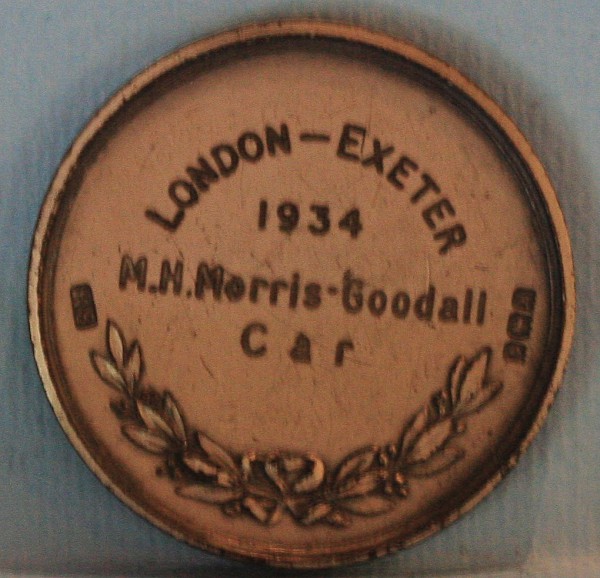 LONDON – EXETER
1934
M.H.Morris-Goodall
Car